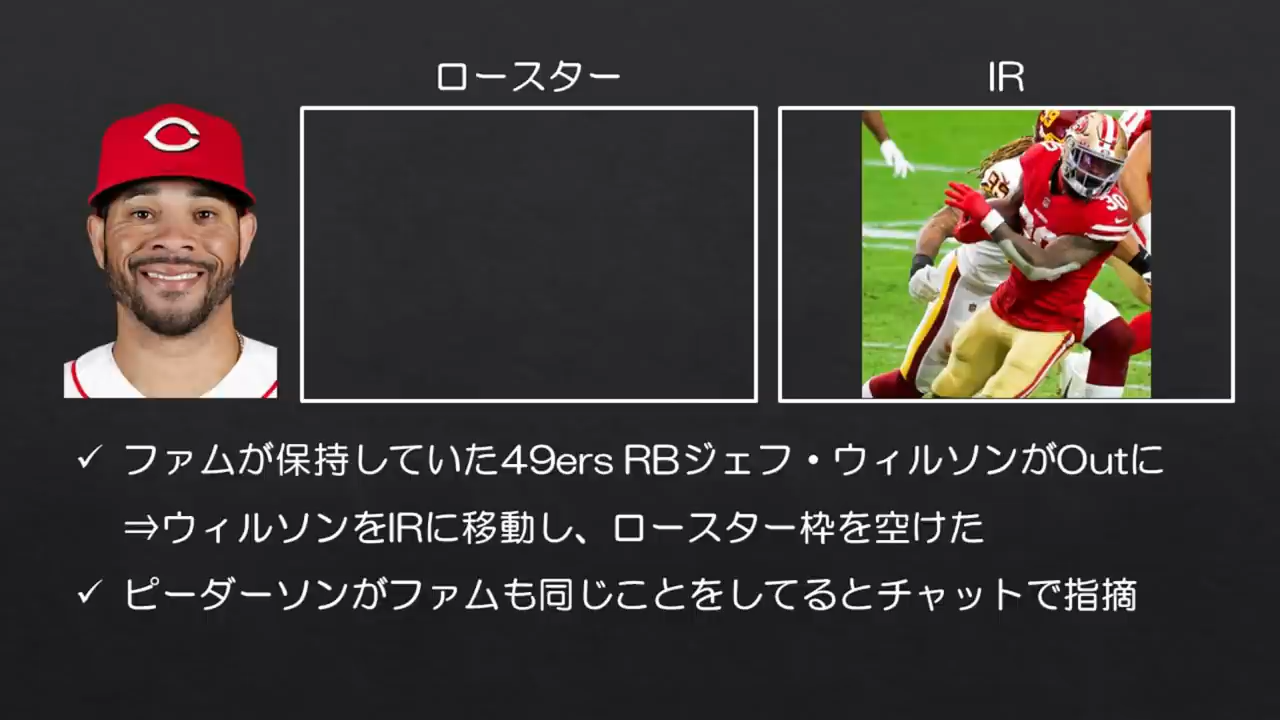 ロースター
IR
30
ファムが保持していた49ers RBジェフ・ウィルソンがOutに
⇒ウィルソンをIRに移動し、ロースター枠を空けた
ピーダーソンがファムも同じことをしてるとチャットで指摘